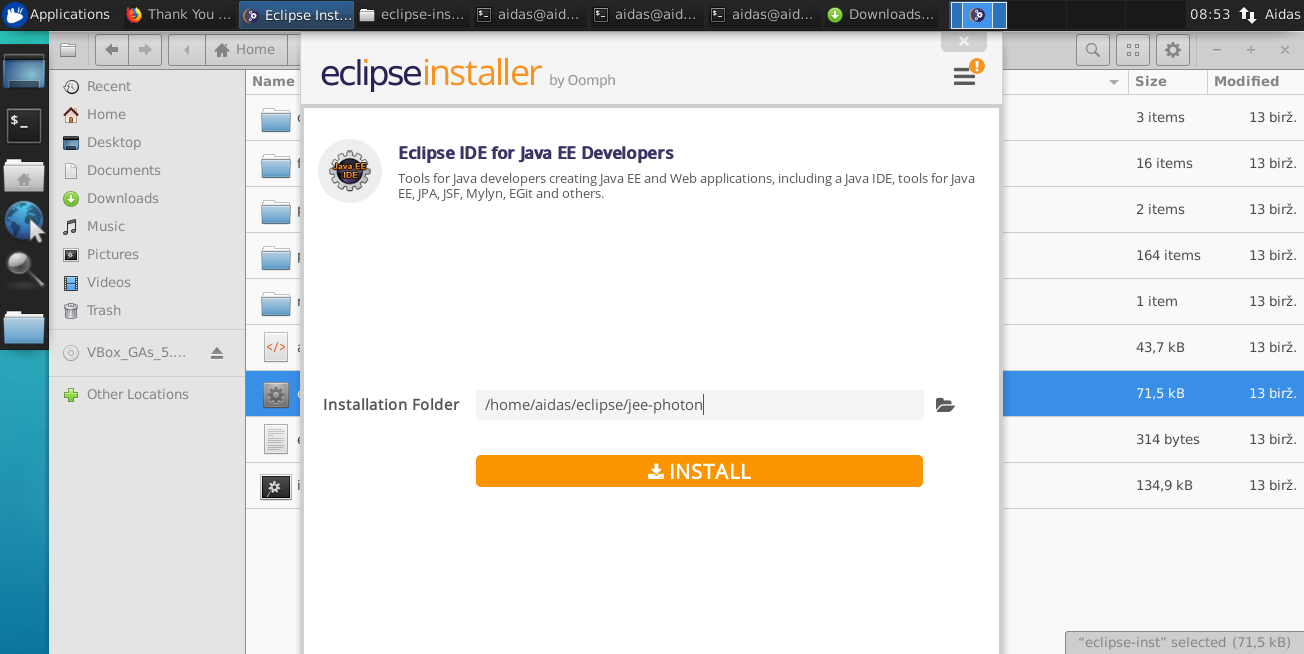 Applications
Thank You ...
Eclipse Inst...
eclipse-ins...
aidas@aid...
aidas@aid...
aidas@aid...
Downloads...
08:53
Aidas
Home
eclipseinstaller by Oomph
!
Name
Size
Modified
Recent
Home
Desktop
Documents
Downloads
Music
Pictures
Videos
Trash
VBox_GAs_5....
Other Locations
3 items 13 birž.
16 items 13 birž.
2 items 13 birž.
164 items 13 birž.
1 item 13 birž.
43,7 kB 13 birž.
71,5 kB 13 birž.
314 bytes 13 birž.
134,9 kB 13 birž.
Java EE
IDE
Eclipse IDE for Java EE Developers
Tools for Java developers creating Java EE and Web applications, including a Java IDE, tools for Java
EE, JPA, JSF, Mylyn, EGit and others.
Installation Folder
/home/aidas/eclipse/jee-photon
INSTALL
“eclipse-inst” selected (71,5 kB)